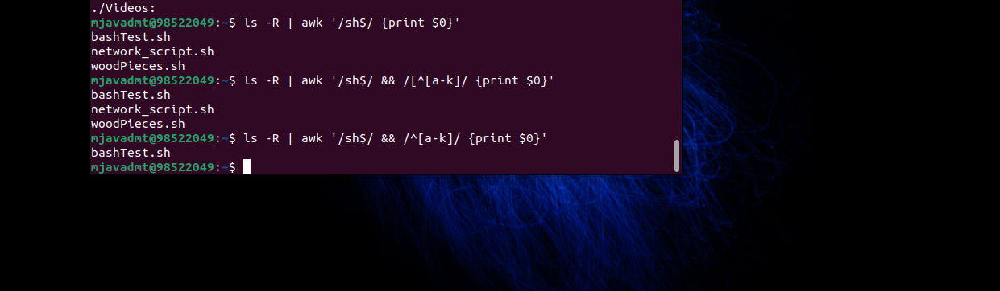 ./Videos:
mjavadmt@98522049:~$ ls -R | awk '/sh$/ {print $0}'
bashTest.sh
network_script.sh
woodPieces.sh
mjavadmt@98522049:~$ ls -R | awk '/sh$/ && /[^[a-k]/ {print $0}'
bashTest.sh
network_script.sh
woodPieces.sh
mjavadmt@98522049:~$ ls -R | awk '/sh$/ && /^[a-k]/ {print $0}'
bashTest.sh
mjavadmt@98522049:~$